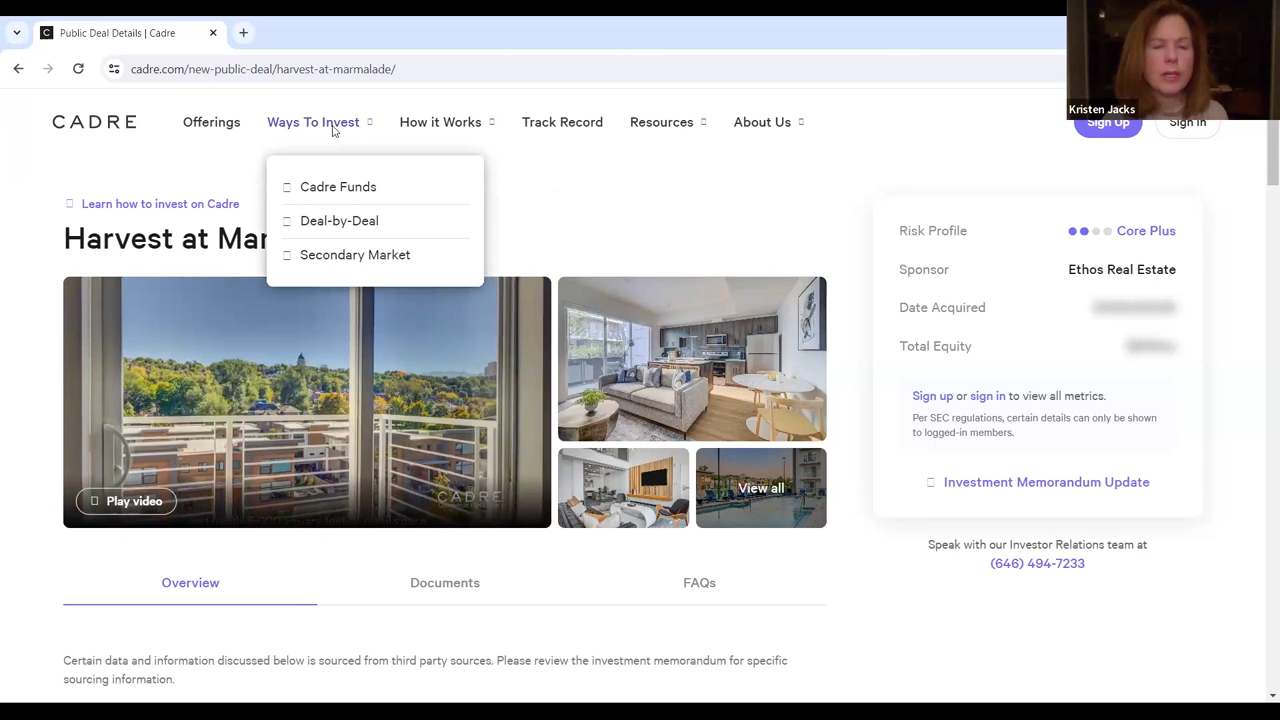 Public Deal Details | Cadre
cadre.com/new-public-deal/harvest-at-marmalade/
Kristen Jacks
CADRE
Offerings
Ways To Invest
How it Works
Track Record
Resources
About Us
Sign Up
Sign In
Cadre Funds
Deal-by-Deal
Secondary Market
Learn how to invest on Cadre
Harvest at Mar
Play video
CADRE
View all
Risk Profile
Core Plus
Sponsor
Ethos Real Estate
Date Acquired
Total Equity
Sign up or sign in to view all metrics.
Per SEC regulations, certain details can only be shown
to logged-in members.
Investment Memorandum Update
Speak with our Investor Relations team at
(646) 494-7233
Overview
Documents
FAQs
Certain data and information discussed below is sourced from third party sources. Please review the investment memorandum for specific
sourcing information.